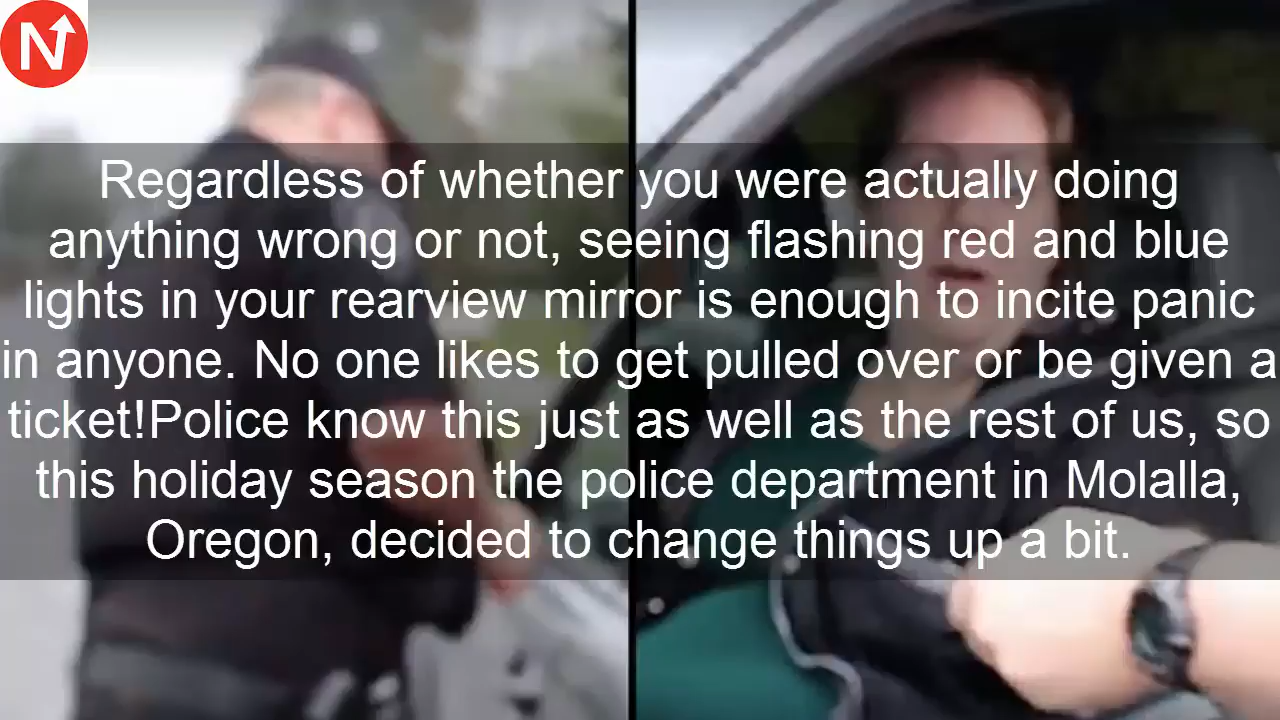 N
Regardless of whether you were actually doing
anything wrong or not, seeing flashing red and blue
lights in your rearview mirror is enough to incite panic
in anyone. No one likes to get pulled over or be given a
ticket!Police know this just as well as the rest of us, so
this holiday season the police department in Molalla,
Oregon, decided to change things up a bit.